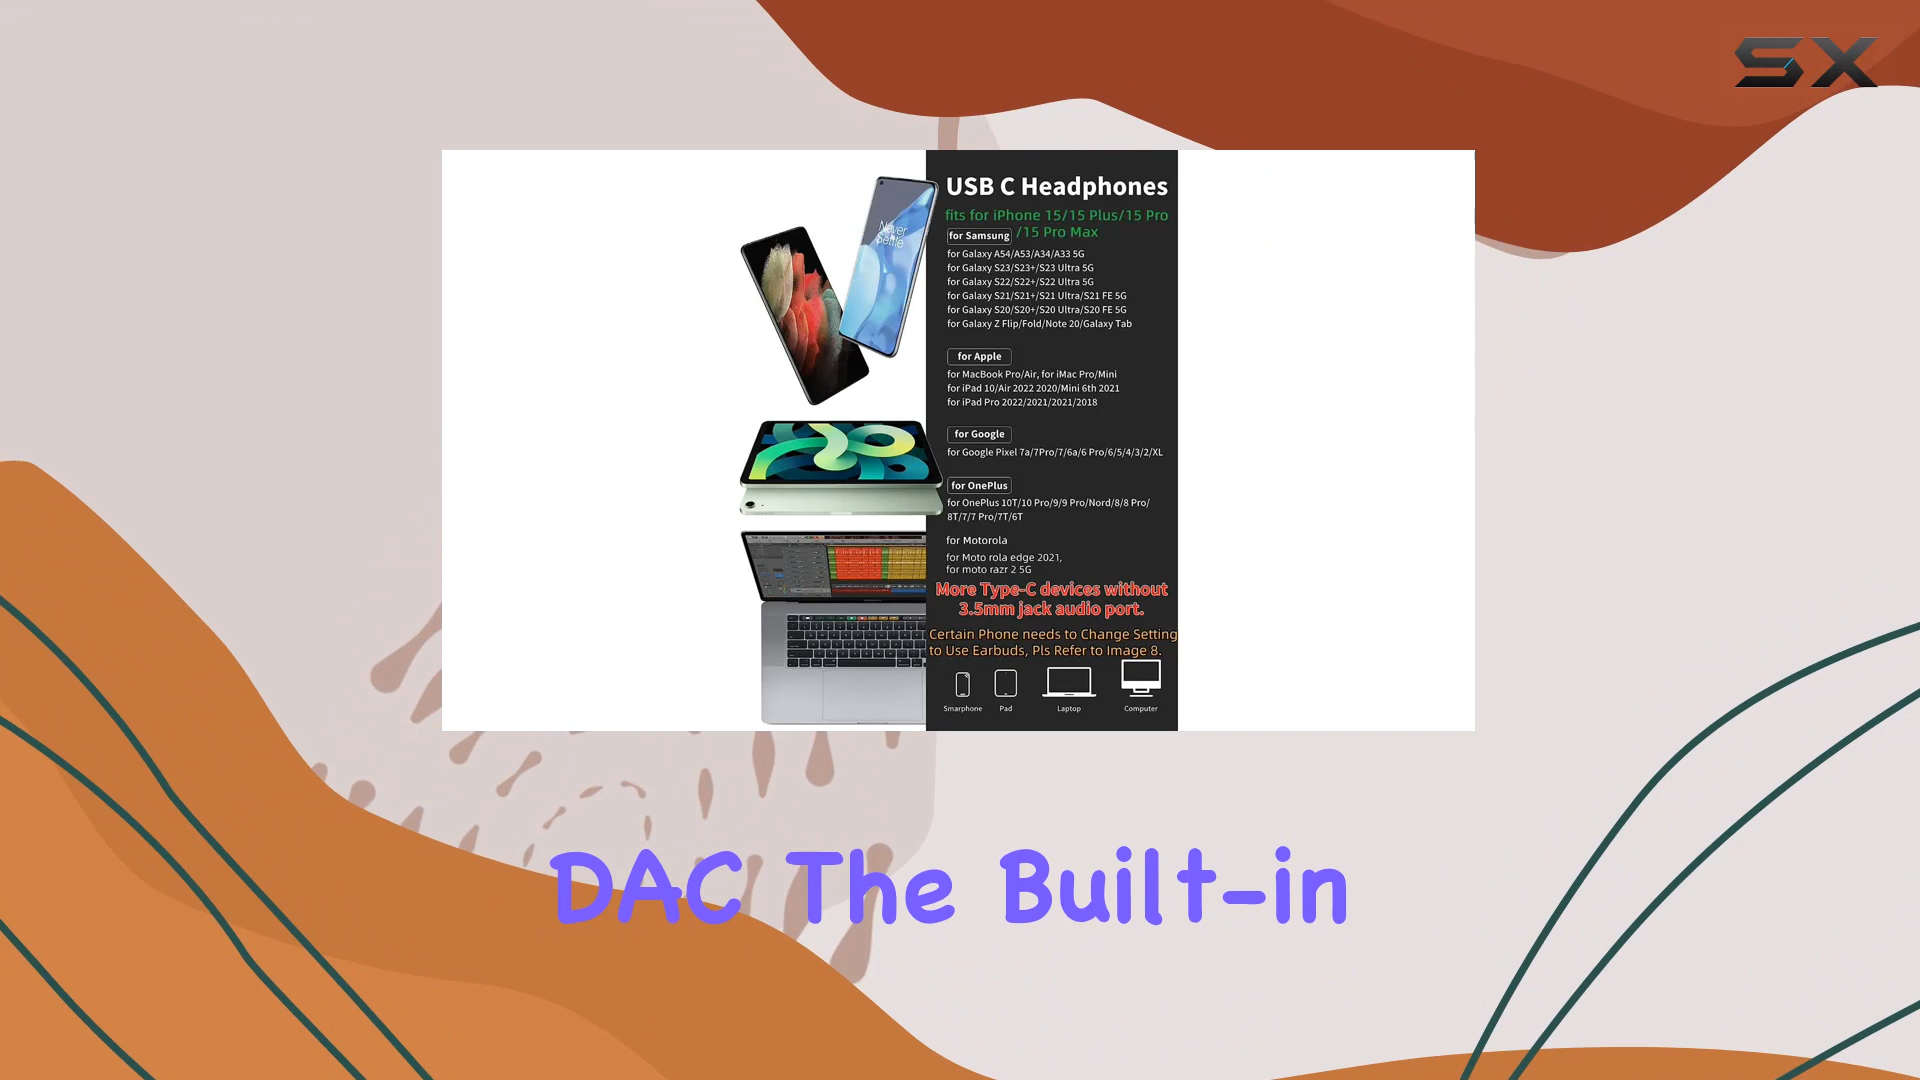 SX
USB C Headphones
fits for iPhone 15/15 Plus/15 Pro
/15 Pro Max
for Samsung
for Galaxy A54/A53/A34/A33 5G
for Galaxy S23/S23+/S23 Ultra 5G
for Galaxy S22/S22+/S22 Ultra 5G
for Galaxy S21/S21+/S21 Ultra/S21 FE 5G
for Galaxy S20/S20+/S20 Ultra/S20 FE 5G
for Galaxy Z Flip/Fold/Note 20/Galaxy Tab
for Apple
for MacBook Pro/Air, for iMac Pro/Mini
for iPad 10/Air 2022 2020/Mini 6th 2021
for iPad Pro 2022/2021/2021/2018
for Google
for Google Pixel 7a/7Pro/7/6a/6 Pro/6/5/4/3/2/XL
for OnePlus
for OnePlus 10T/10 Pro/9/9 Pro/Nord/8/8 Pro/
8T/7/7 Pro/7T/6T
for Motorola
for Moto rola edge 2021,
for moto razr 2 5G
More Type-C devices without
3.5mm jack audio port.
Certain Phone needs to Change Setting
to Use Earbuds, Pls Refer to Image 8.
Smarphone Pad Laptop Computer
Never
Settle
DAC The Built-in